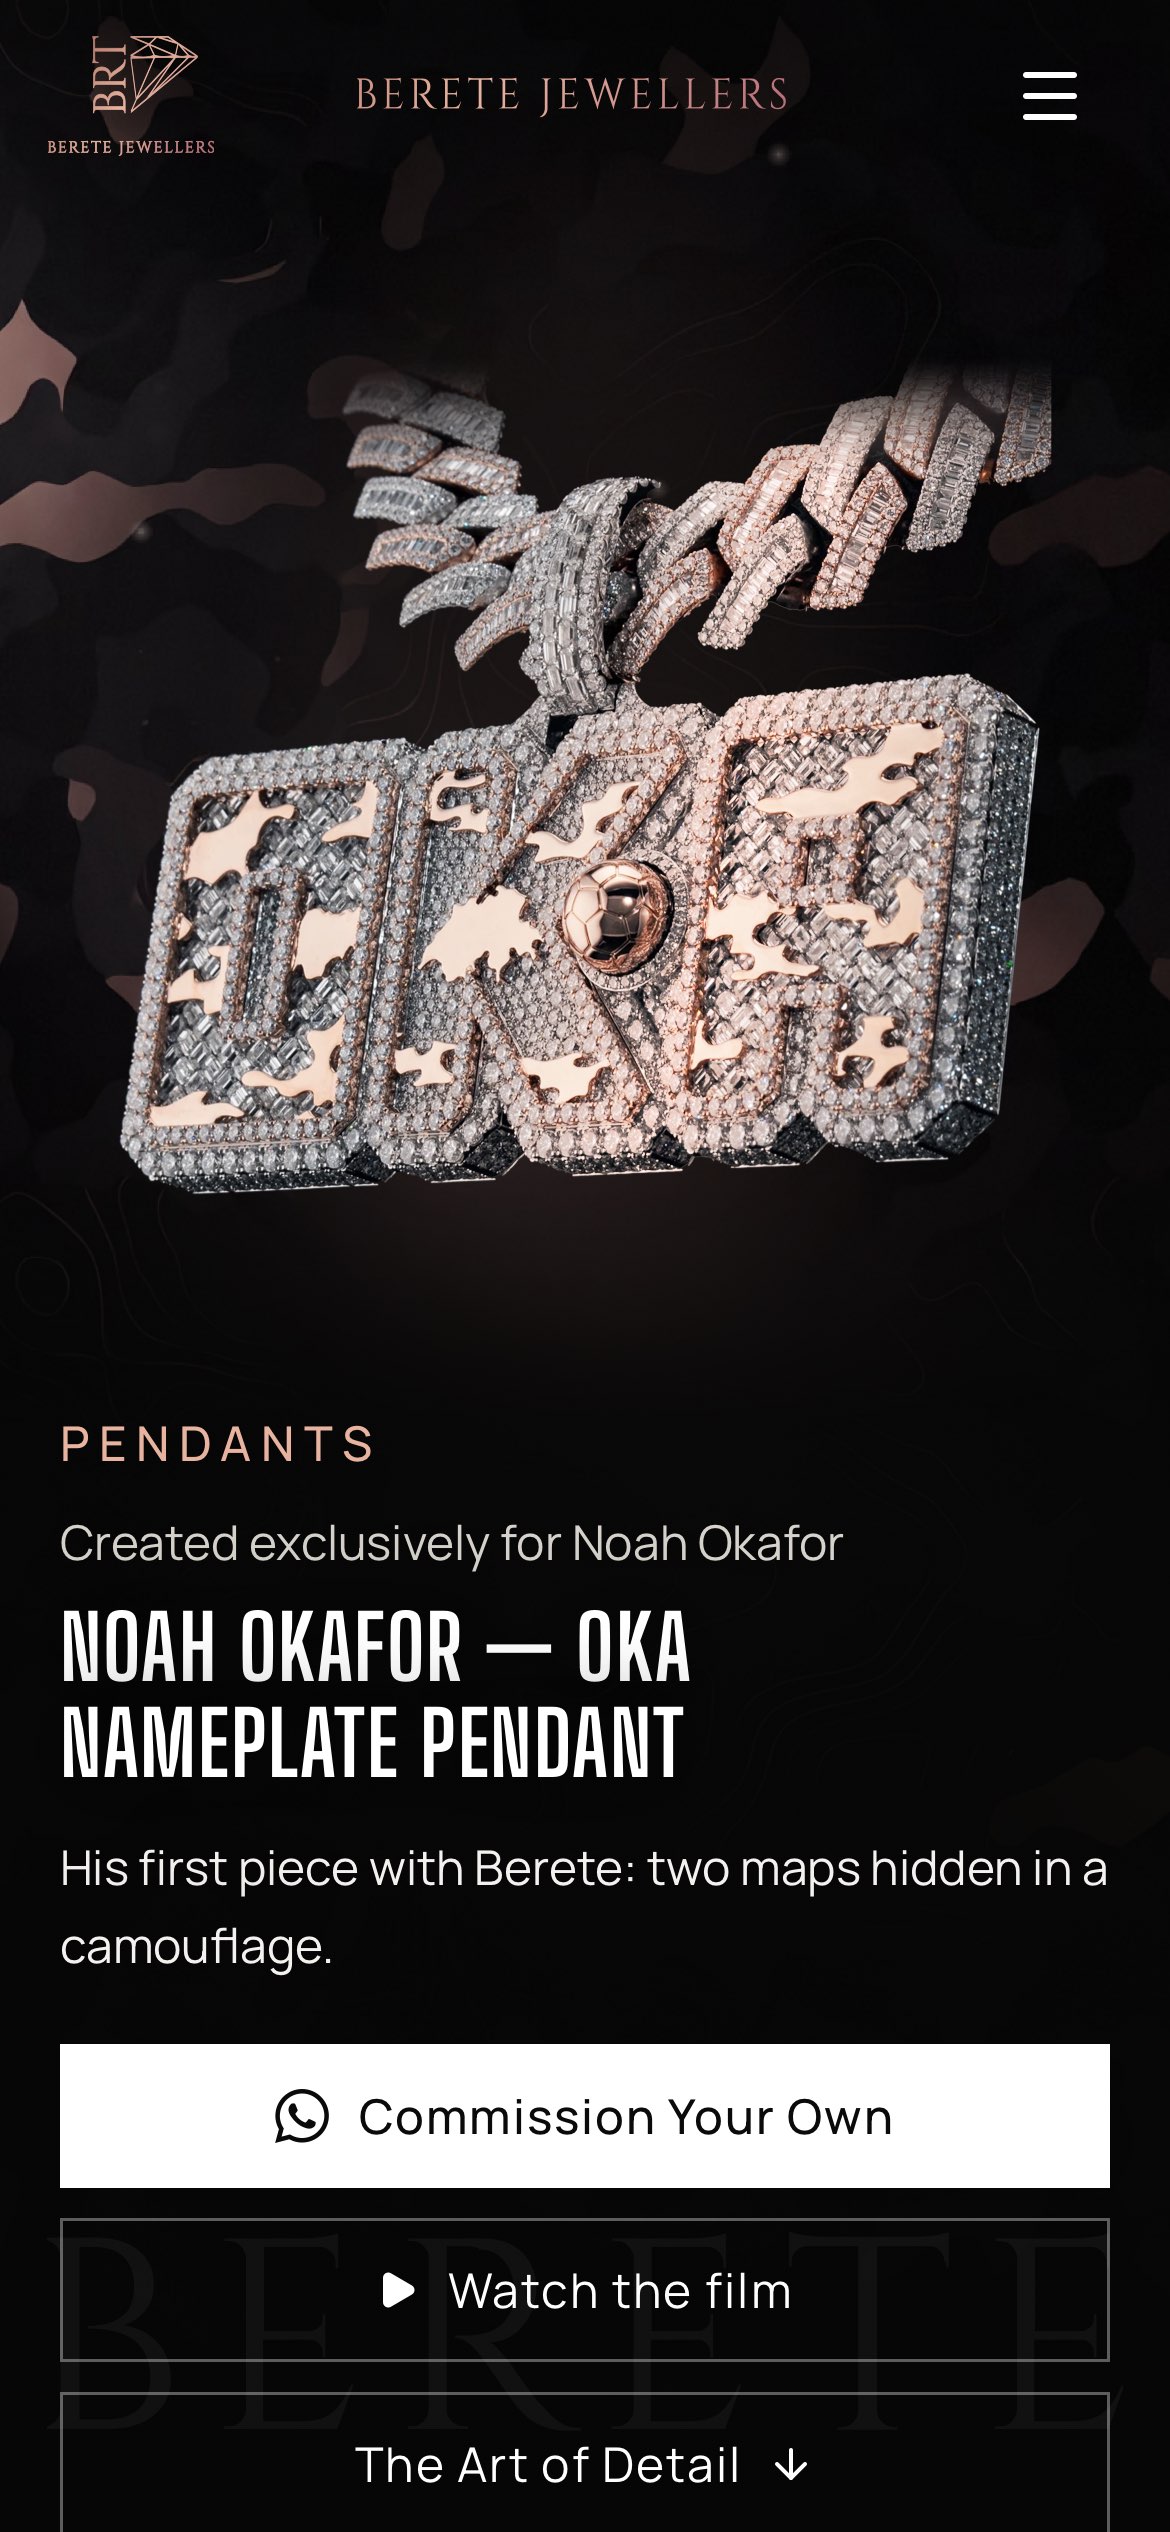 BRT
BERETE JEWELLERS
BERETE JEWELLERS
OKA
PENDANTS
Created exclusively for Noah Okafor
NOAH OKAFOR — OKA
NAMEPLATE PENDANT
His first piece with Berete: two maps hidden in a
camouflage.
Commission Your Own
Watch the film
BERETE
The Art of Detail ↓